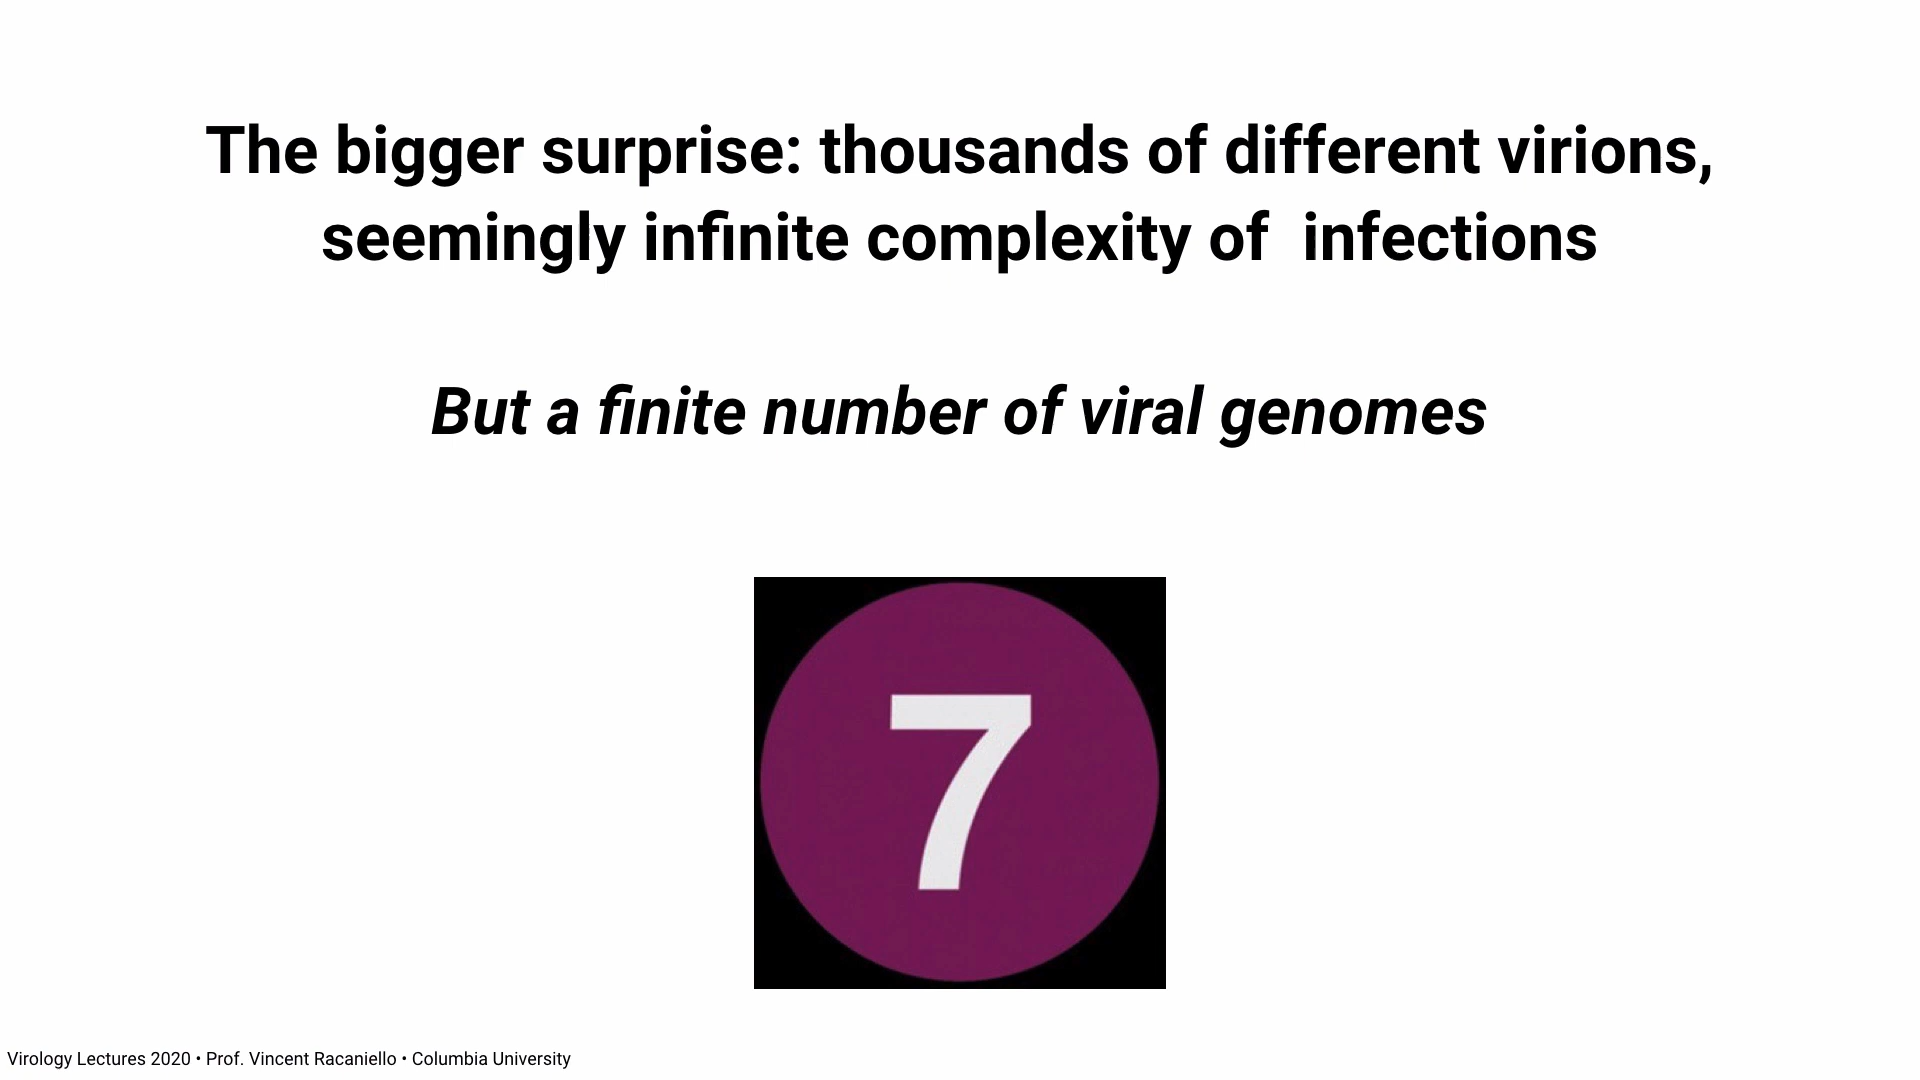 The bigger surprise: thousands of different virions,
seemingly infinite complexity of  infections
But a finite number of viral genomes
7
Virology Lectures 2020 • Prof. Vincent Racaniello • Columbia University